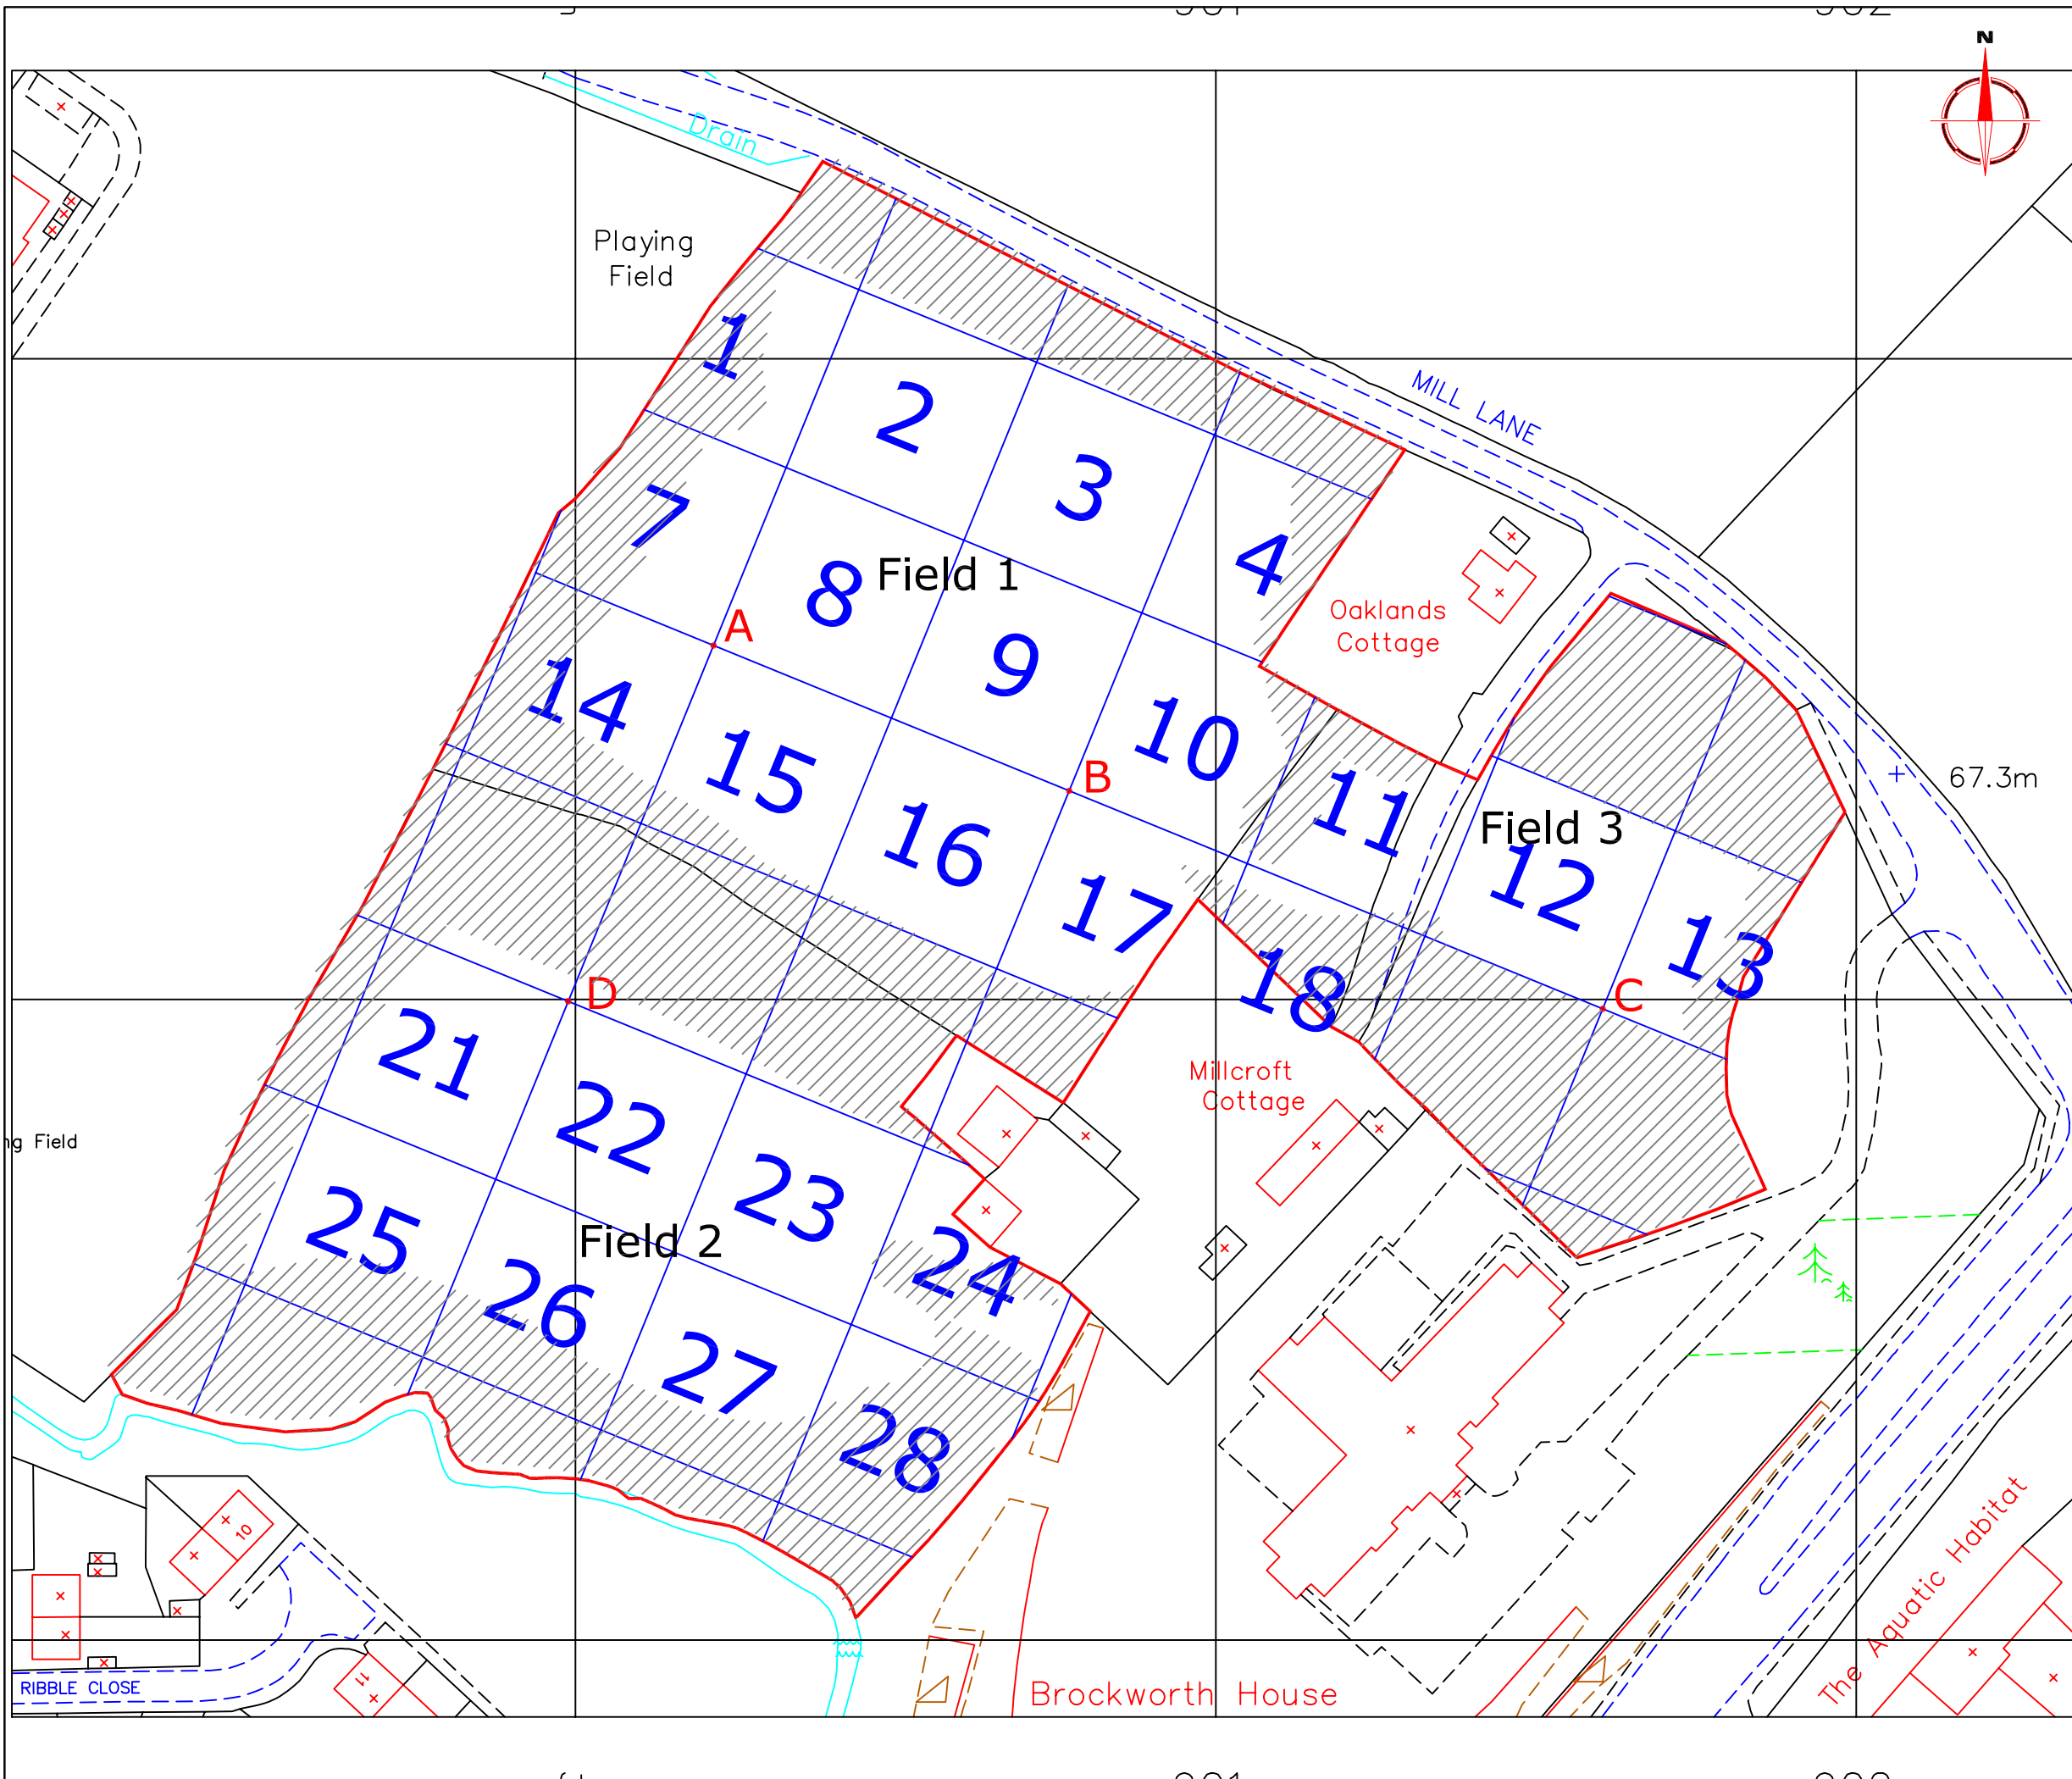 N
Drain
Playing
Field
MILL LANE
1
2
3
4
7
8
Field 1
9
10
11
Oaklands
Cottage
A
B
67.3m
Field 3
12
13
14
15
16
17
18
C
D
21
22
23
24
Millcroft
Cottage
ng Field
Field 2
25
26
27
28
10
11
RIBBLE CLOSE
Brockworth House
The Aquatic Habitat